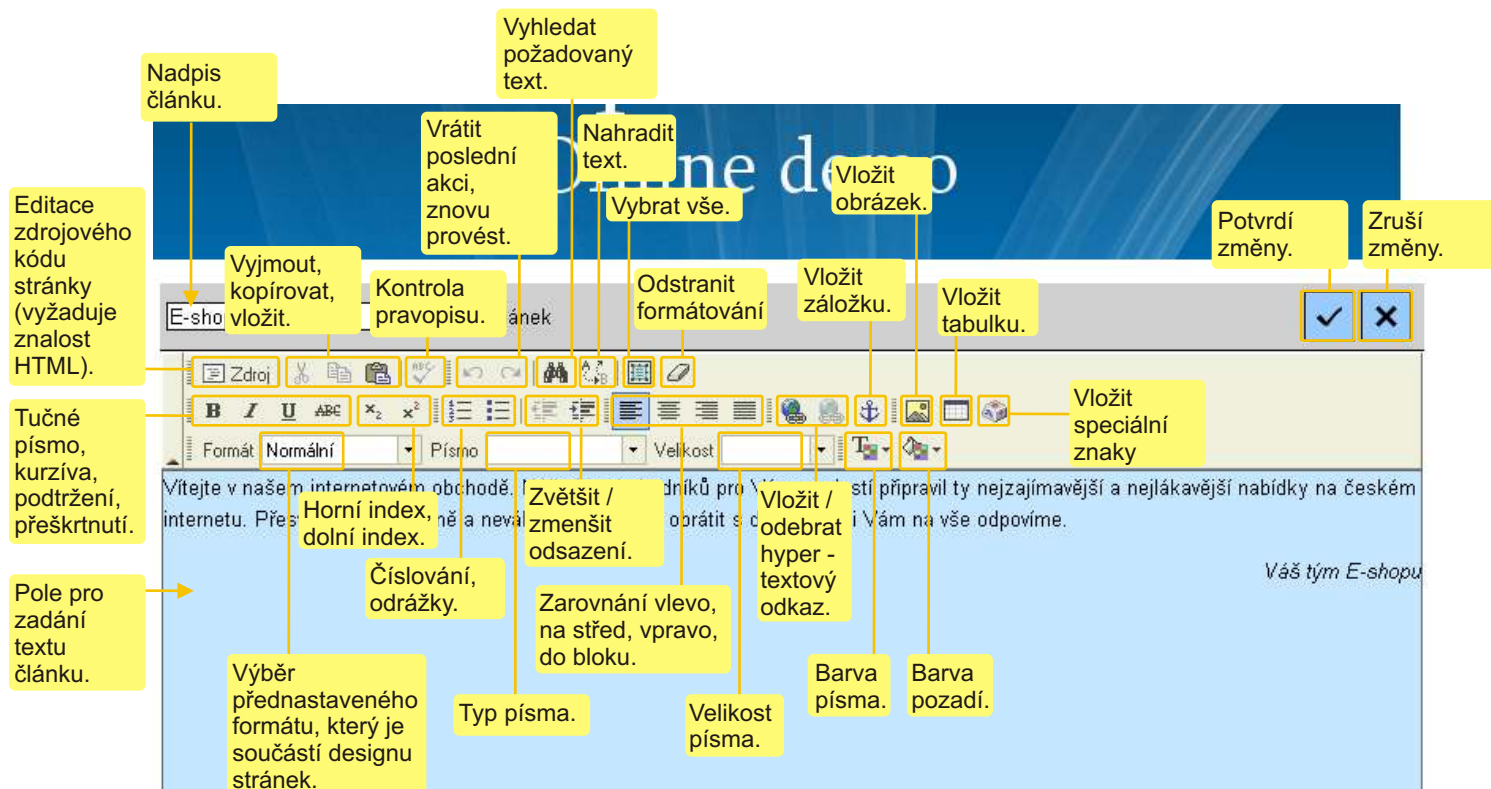 Vyhledat
požadovaný
text.
Nadpis
článku.
Vrátit
poslední
akci,
znovu
provést.
Nahradit
text.
demo
Vložit
obrázek.
Vybrat vše.
Editace
zdrojového
kódu
stránky
(vyžaduje
znalost
HTML).
Potvrdí
změny.
Zruší
změny.
Vyjmout,
kopírovat,
vložit.
Kontrola
pravopisu.
Odstranit
formátování
Vložit
záložku.
Vložit
tabulku.
Zdroj
B I U ABC x₂ x²
Tučné
písmo,
kurzíva,
podtržení,
přeškrtnutí.
Vložit
speciální
znaky
Formát Normální Písmo Velikost
Vítejte v našem internetovém obchodě. připravil ty nejzajímavější a nejlákavější nabídky na českém
internetu. obrátit Vám na vše odpovíme.
Váš tým E-shopu
Horní index,
dolní index.
Zvětšit /
zmenšit
odsazení.
Vložit /
odebrat
hyper -
textový
odkaz.
Číslování,
odrážky.
Pole pro
zadání
textu
článku.
Zarovnání vlevo,
na střed, vpravo,
do bloku.
Výběr
přednastaveného
formátu, který je
součástí designu
stránek.
Typ písma.
Velikost
písma.
Barva
písma.
Barva
pozadí.